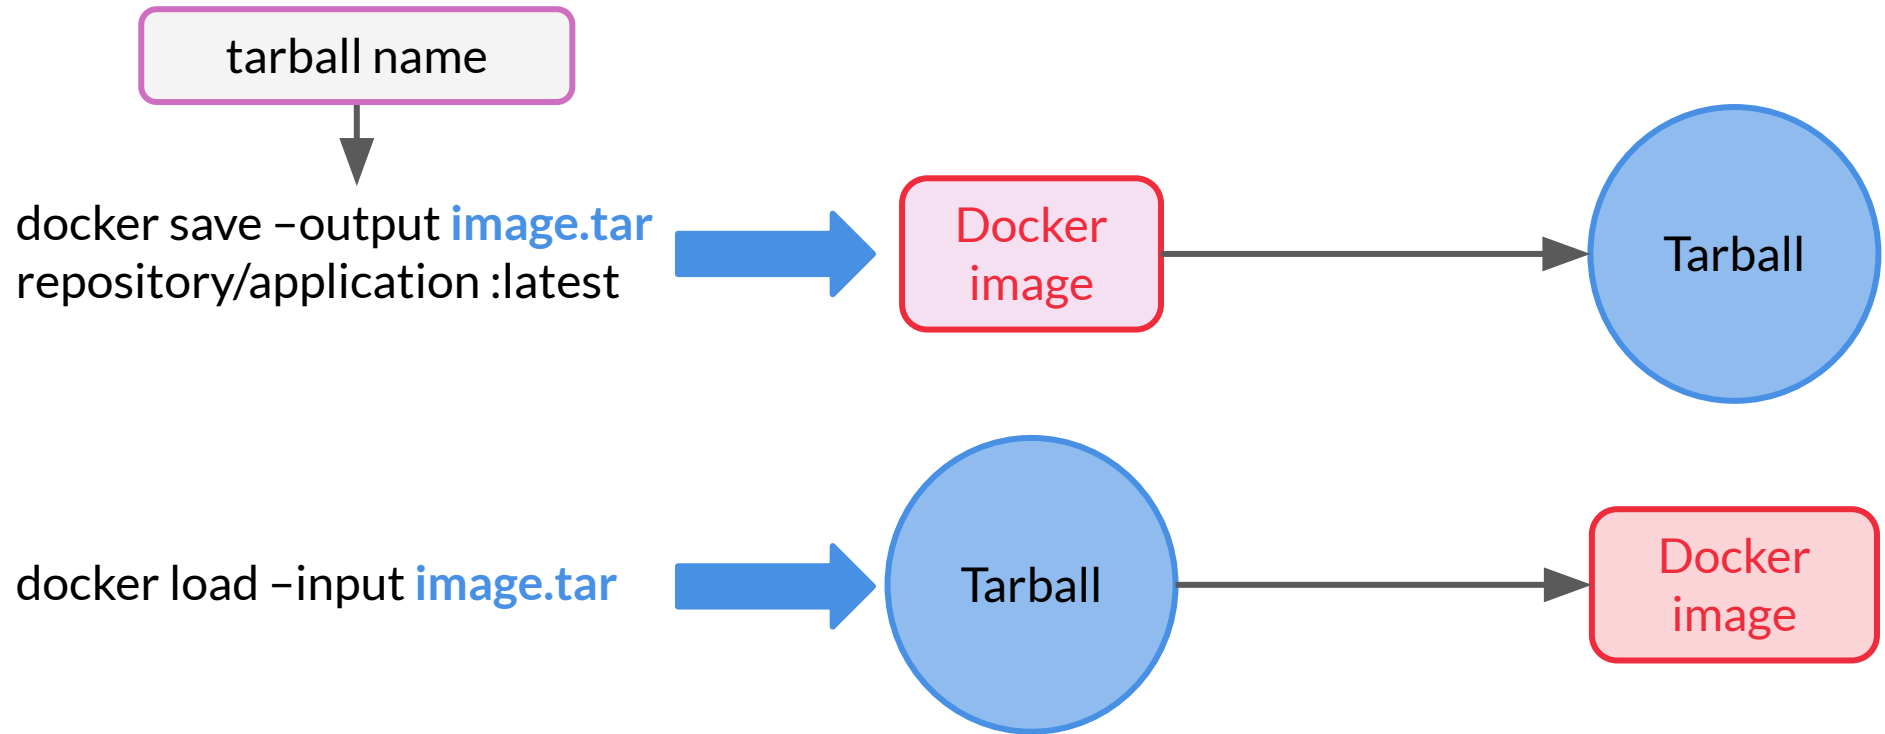 tarball name
docker save –output image.tar
repository/application :latest
Docker
image
Tarball
docker load –input image.tar
Tarball
Docker
image